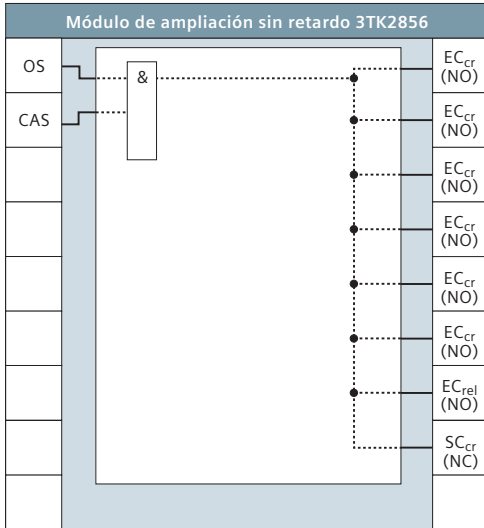 Módulo de ampliación sin retardo 3TK2856
OS
CAS
&
ECcr
(NO)
ECcr
(NO)
ECcr
(NO)
ECcr
(NO)
ECcr
(NO)
ECcr
(NO)
ECrel
(NO)
SCcr
(NC)